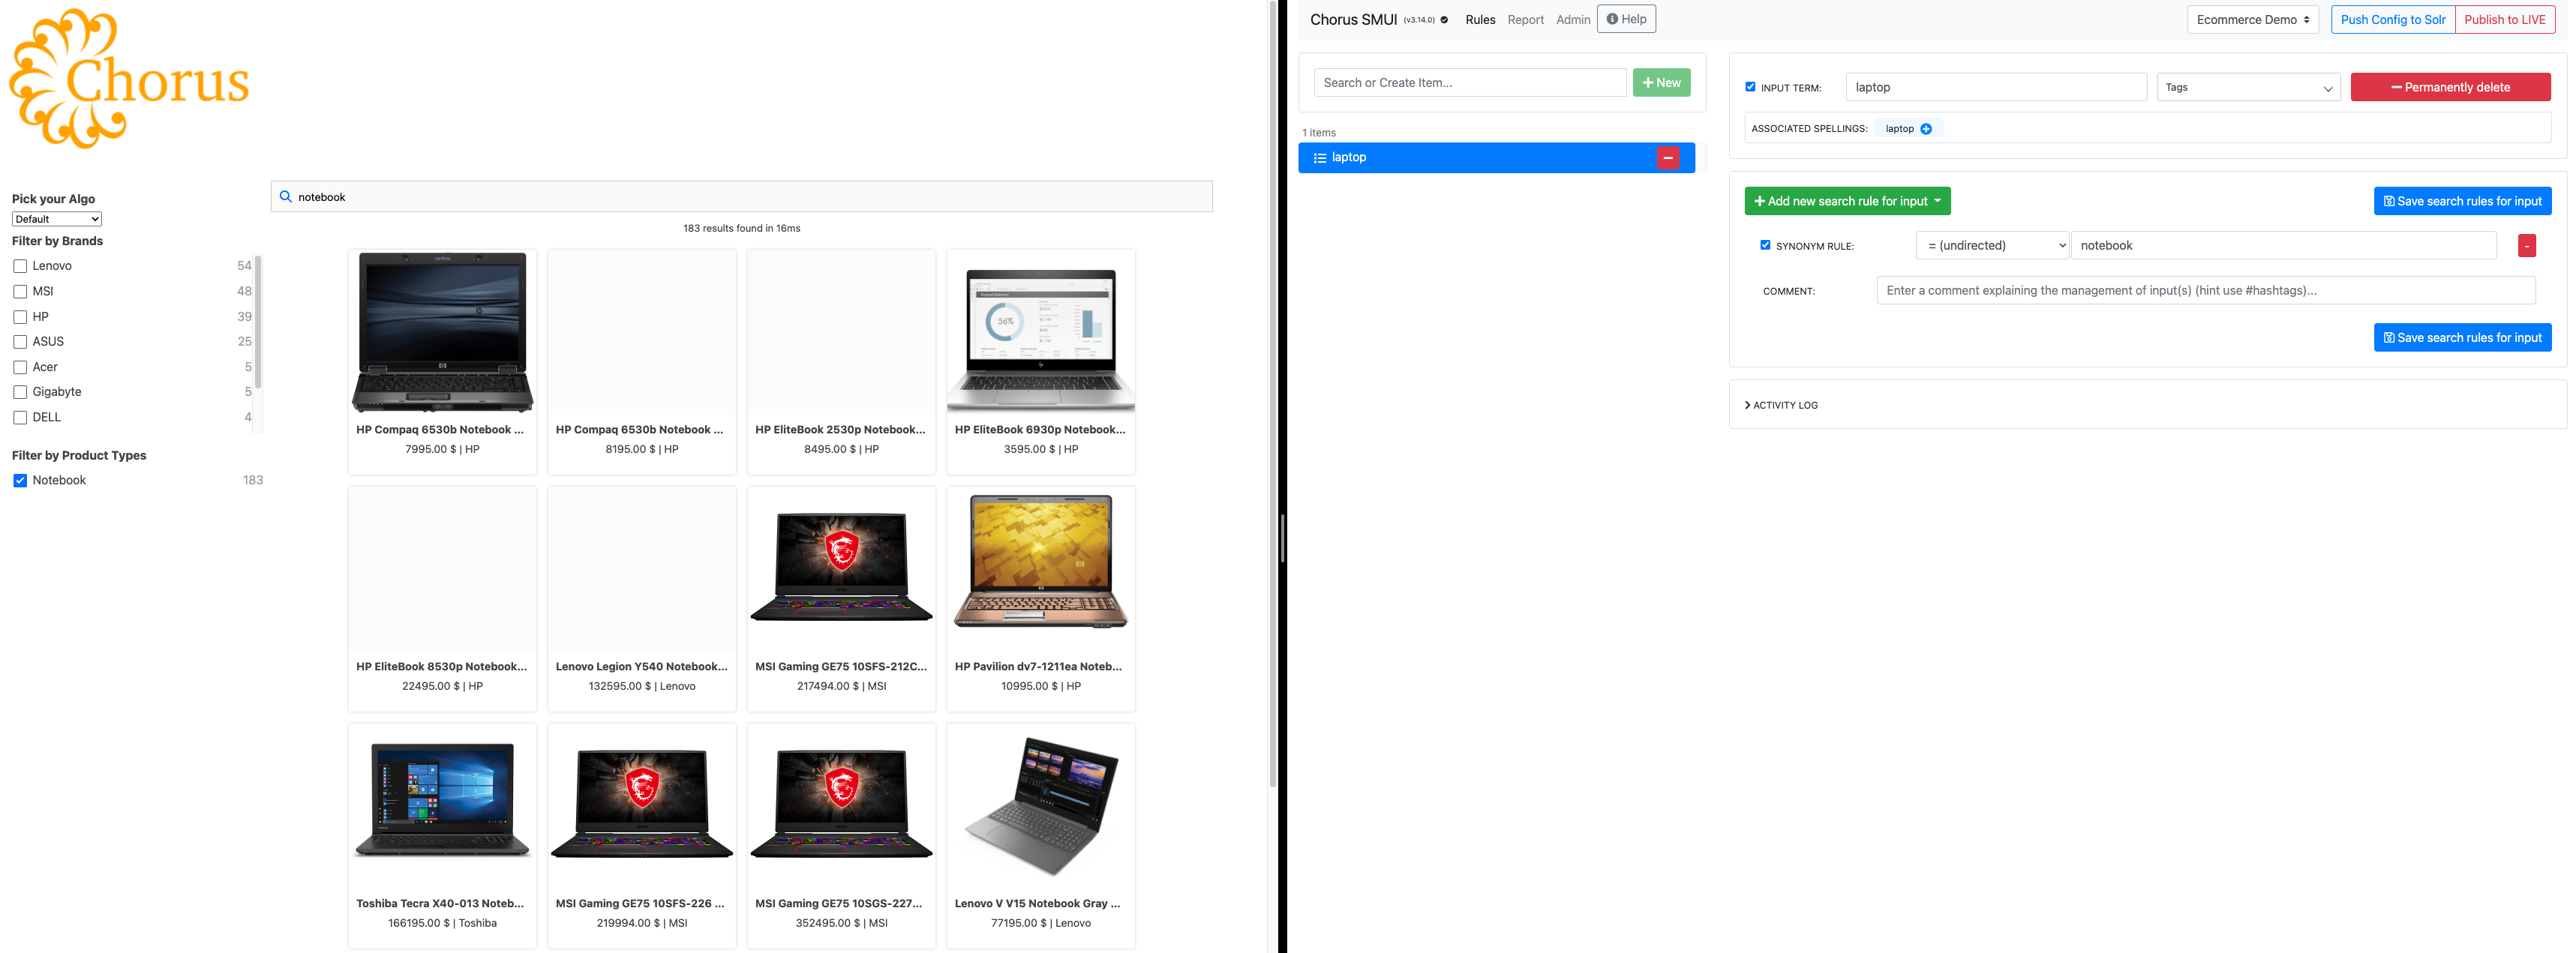 Chorus
Pick your Algo
Default
Filter by Brands
Lenovo 54
MSI 48
HP 39
ASUS 25
Acer 5
Gigabyte 5
DELL 4
Filter by Product Types
Notebook 183
notebook
183 results found in 16ms
HP Compaq 6530b Notebook ...
7995.00 $ | HP
HP Compaq 6530b Notebook ...
8195.00 $ | HP
HP EliteBook 2530p Notebook...
8495.00 $ | HP
56%
HP EliteBook 6930p Notebook...
3595.00 $ | HP
HP EliteBook 8530p Notebook...
22495.00 $ | HP
Lenovo Legion Y540 Notebook...
132595.00 $ | Lenovo
MSI Gaming GE75 10SFS-212C...
217494.00 $ | MSI
HP Pavilion dv7-1211ea Noteb...
10995.00 $ | HP
Toshiba Tecra X40-013 Noteb...
166195.00 $ | Toshiba
MSI Gaming GE75 10SFS-226 ...
219994.00 $ | MSI
MSI Gaming GE75 10SGS-227...
352495.00 $ | MSI
Lenovo V V15 Notebook Gray ...
77195.00 $ | Lenovo
Chorus SMUI (v3.14.0) Rules Report Admin Help
Ecommerce Demo Push Config to Solr Publish to LIVE
Search or Create Item... + New
1 items
laptop
INPUT TERM: laptop Tags Permanently delete
ASSOCIATED SPELLINGS: laptop
+ Add new search rule for input Save search rules for input
SYNONYM RULE: = (undirected) notebook -
COMMENT: Enter a comment explaining the management of input(s) (hint use #hashtags)...
Save search rules for input
ACTIVITY LOG